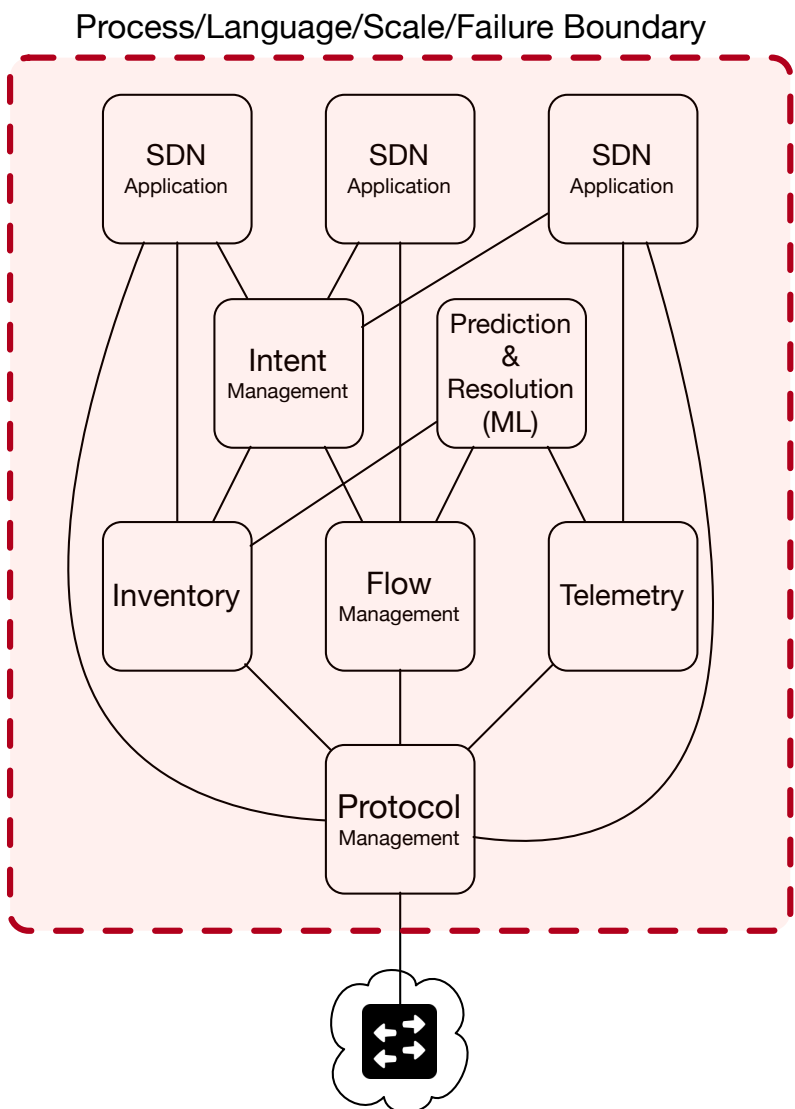 Process/Language/Scale/Failure Boundary
SDN
Application
SDN
Application
SDN
Application
Intent
Management
Prediction
&
Resolution
(ML)
Inventory
Flow
Management
Telemetry
Protocol
Management